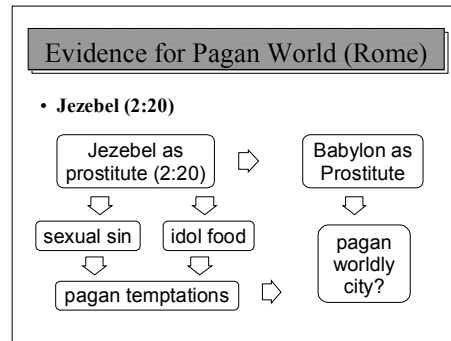 Evidence for Pagan World (Rome)
• Jezebel (2:20)
Jezebel as
prostitute (2:20)
Babylon as
Prostitute
sexual sin
idol food
pagan
worldly
city?
pagan temptations